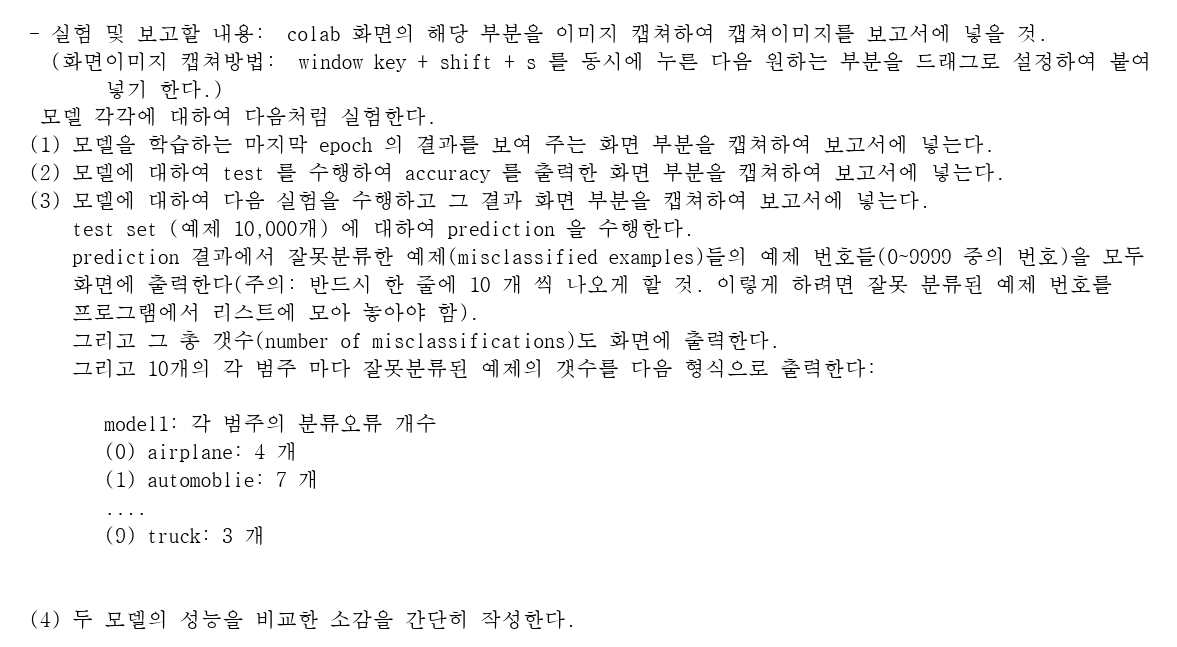 - 실험 및 보고할 내용: colab 화면의 해당 부분을 이미지 캡쳐하여 캡쳐이미지를 보고서에 넣을 것.
(화면이미지 캡쳐방법: window key + shift + s 를 동시에 누른 다음 원하는 부분을 드래그로 설정하여 붙여
넣기 한다.)
모델 각각에 대하여 다음처럼 실험한다.
(1) 모델을 학습하는 마지막 epoch 의 결과를 보여 주는 화면 부분을 캡쳐하여 보고서에 넣는다.
(2) 모델에 대하여 test 를 수행하여 accuracy 를 출력한 화면 부분을 캡쳐하여 보고서에 넣는다.
(3) 모델에 대하여 다음 실험을 수행하고 그 결과 화면 부분을 캡쳐하여 보고서에 넣는다.
test set (예제 10,000개) 에 대하여 prediction 을 수행한다.
prediction 결과에서 잘못분류한 예제(misclassified examples)들의 예제 번호들(0~9999 중의 번호)을 모두
화면에 출력한다(주의: 반드시 한 줄에 10 개 씩 나오게 할 것. 이렇게 하려면 잘못 분류된 예제 번호를
프로그램에서 리스트에 모아 놓아야 함).
그리고 그 총 갯수(number of misclassifications)도 화면에 출력한다.
그리고 10개의 각 범주 마다 잘못분류된 예제의 갯수를 다음 형식으로 출력한다:
model1: 각 범주의 분류오류 개수
(0) airplane: 4 개
(1) automoblie: 7 개
....
(9) truck: 3 개
(4) 두 모델의 성능을 비교한 소감을 간단히 작성한다.